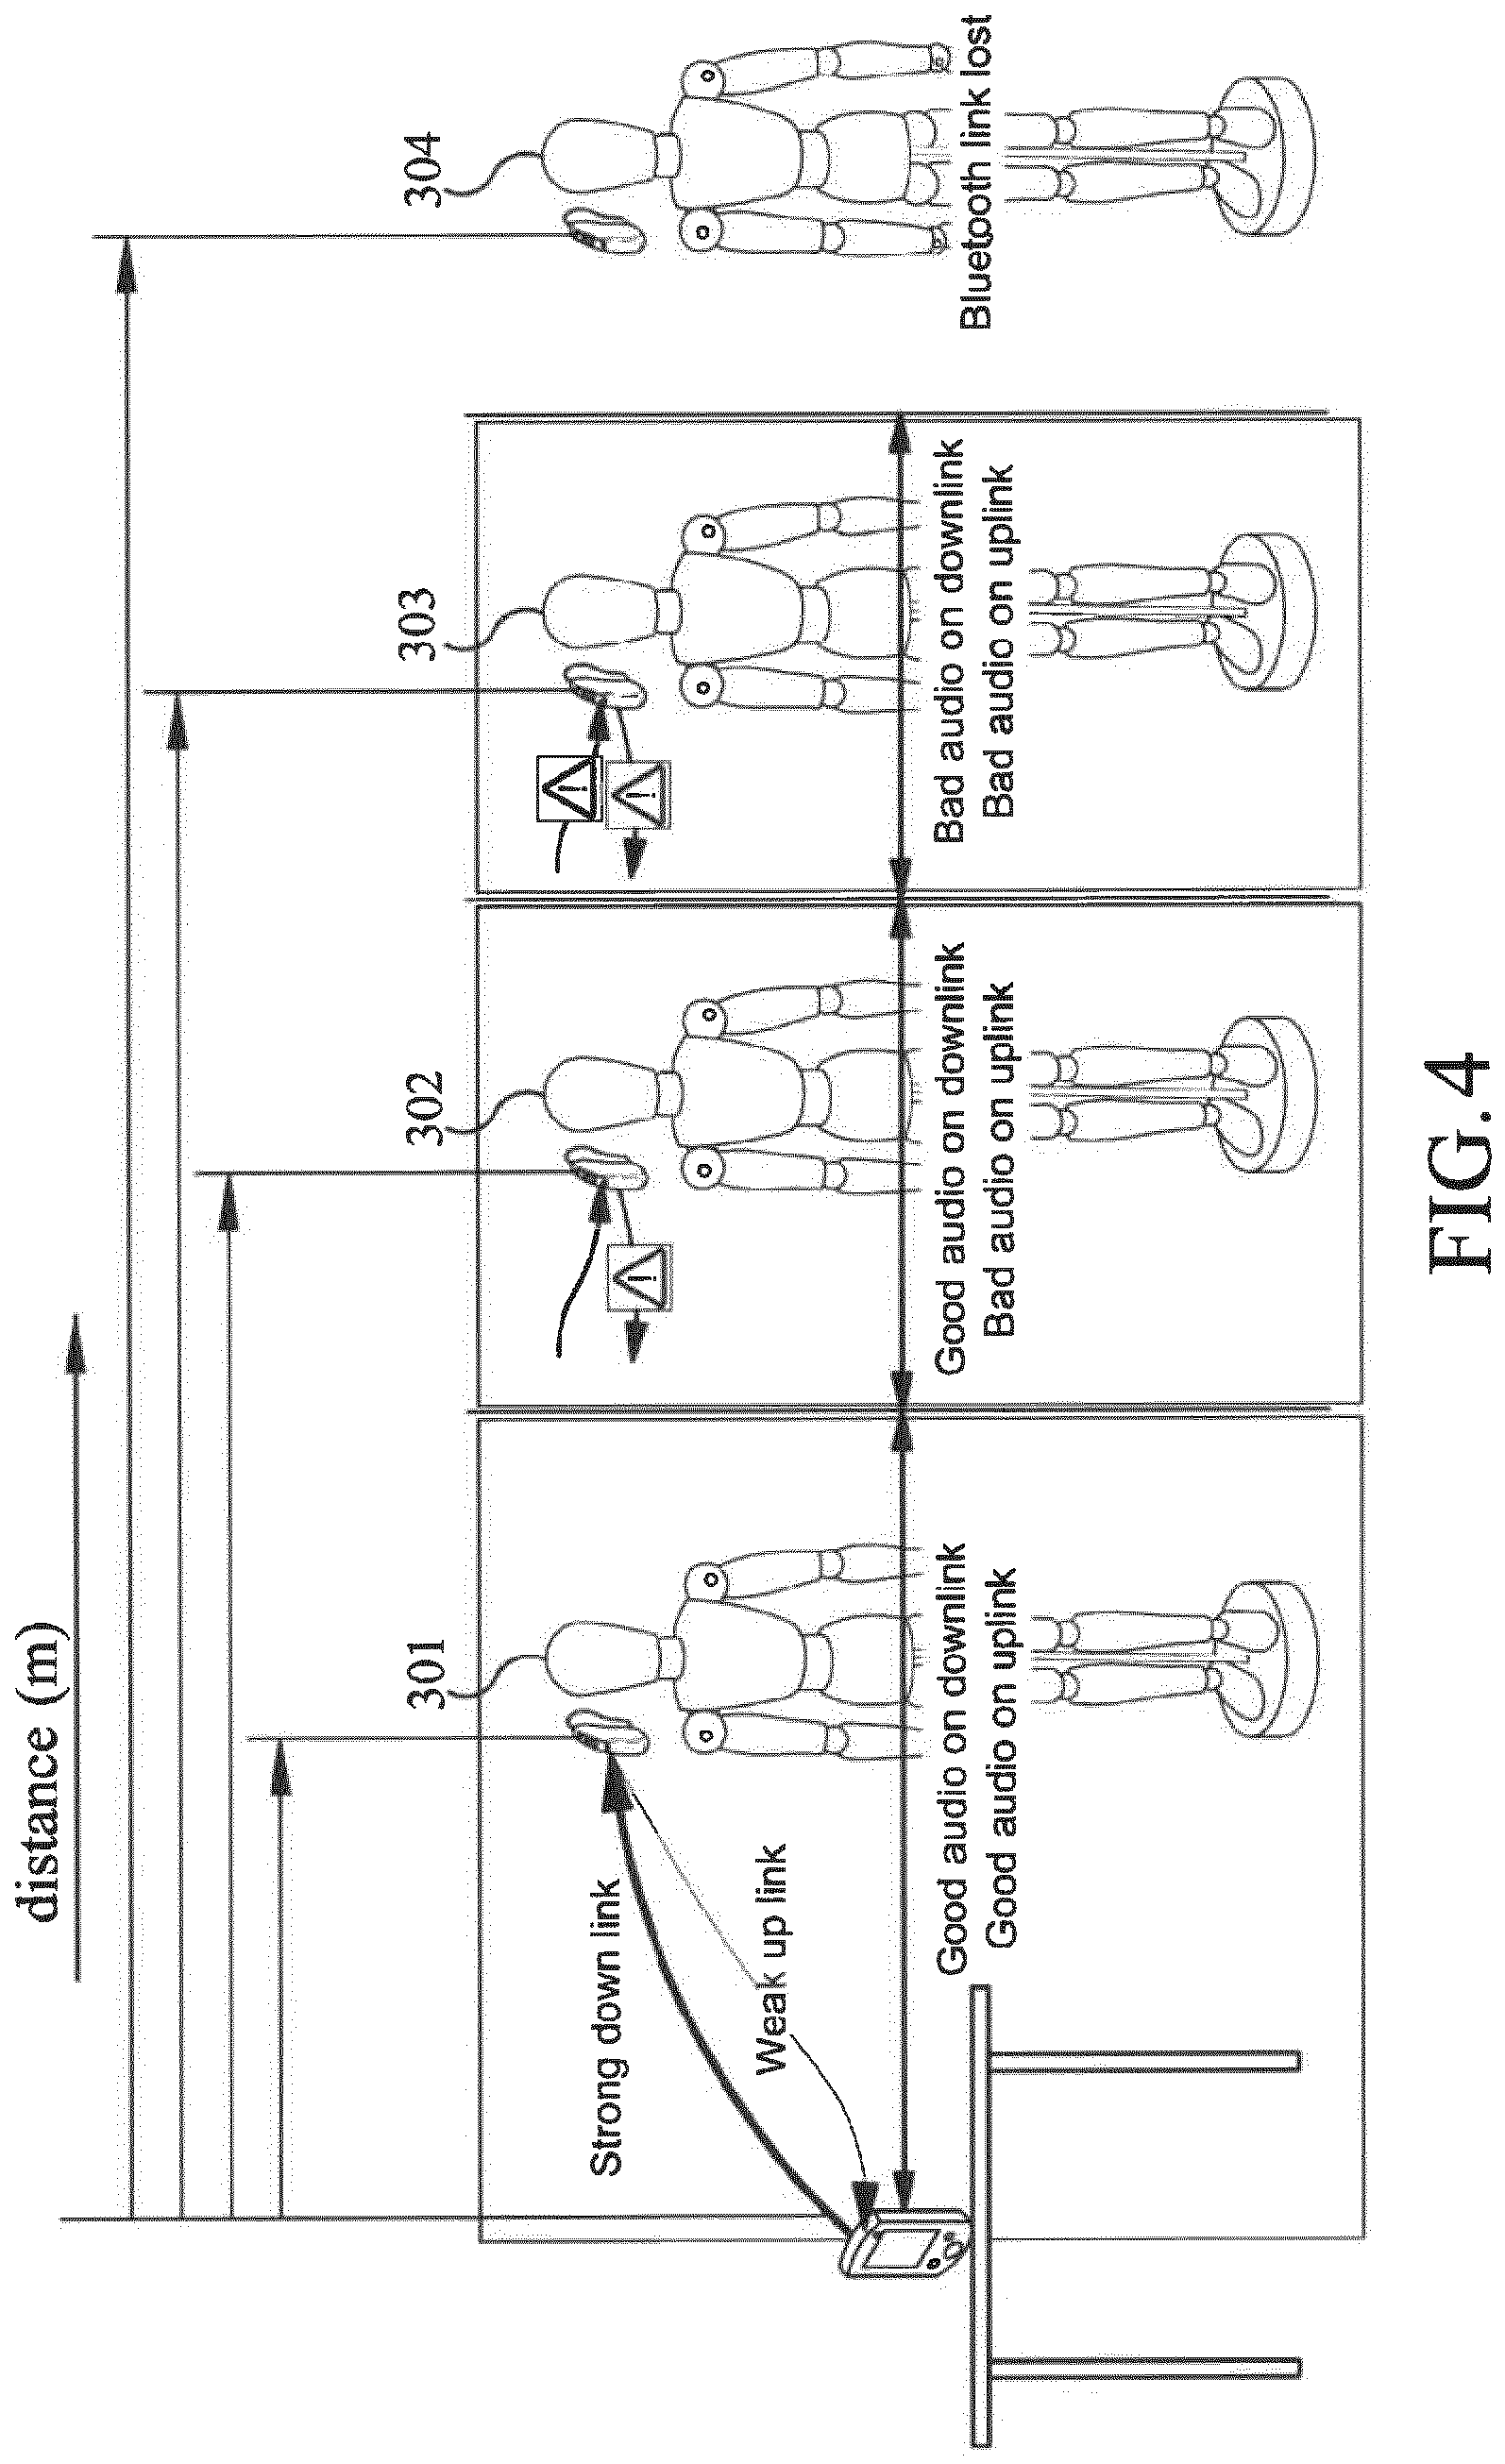 distance (m)
301
302
303
304
Strong down link
Weak up link
Good audio on downlink
Good audio on uplink
Good audio on downlink
Bad audio on uplink
Bad audio on downlink
Bad audio on uplink
Bluetooth link lost
FIG. 4